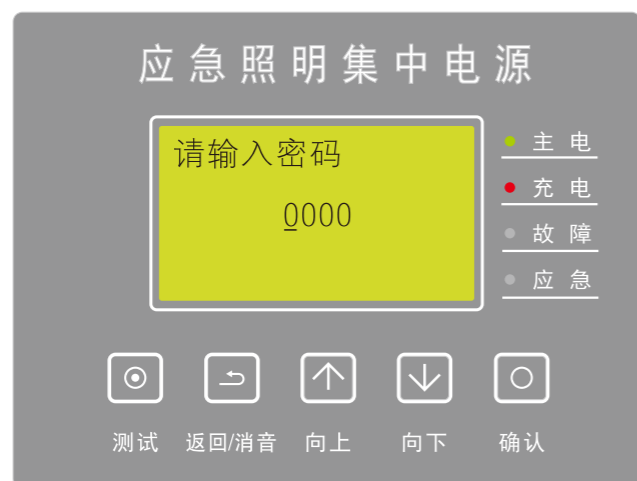 应急照明集中电源
请输入密码
0000
主电
充电
故障
应急
测试 返回/消音 向上 向下 确认